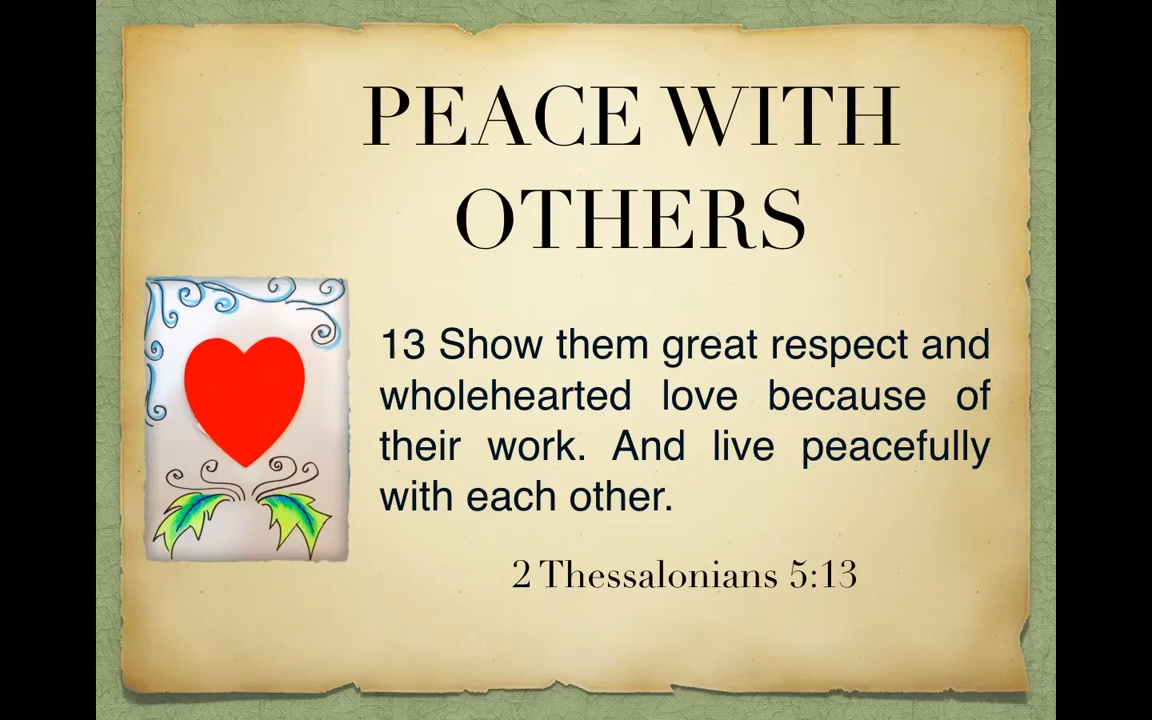 PEACE WITH
OTHERS
13 Show them great respect and
wholehearted love because of
their work. And live peacefully
with each other.
2 Thessalonians 5:13